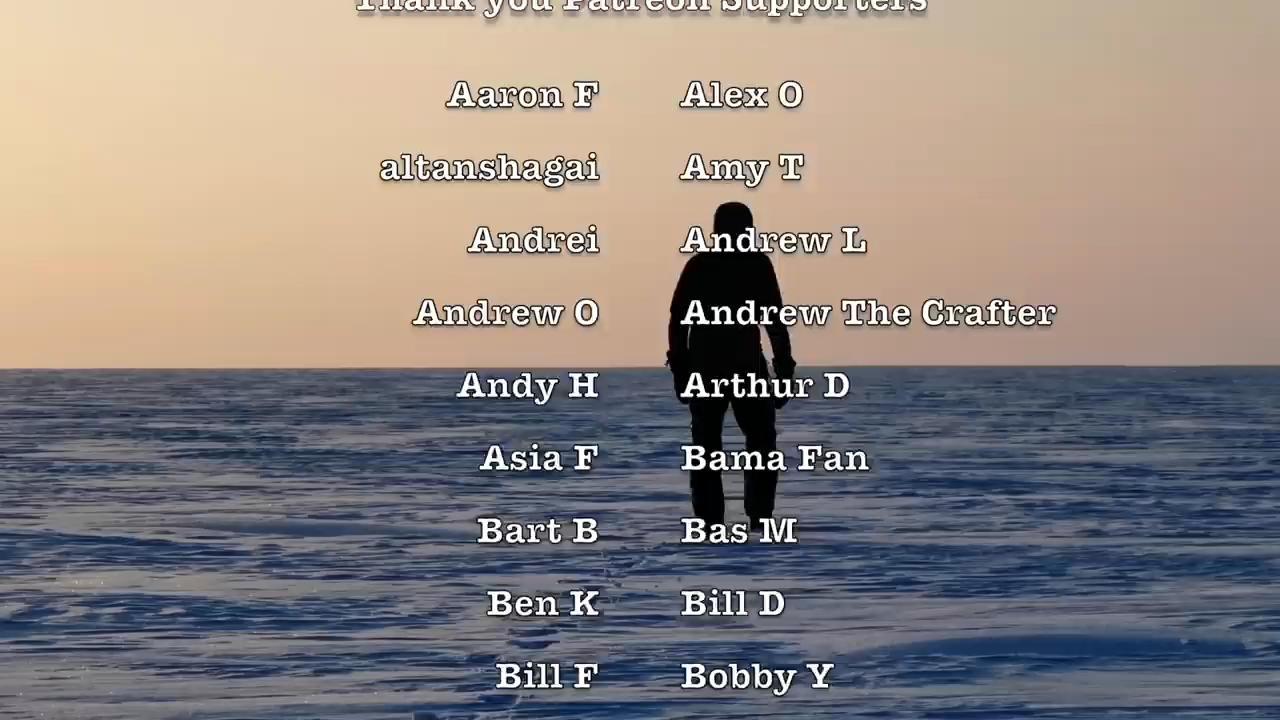 Thank you Patreon Supporters
Aaron F Alex O
altanshagai Amy T
Andrei Andrew L
Andrew O Andrew The Crafter
Andy H Arthur D
Asia F Bama Fan
Bart B Bas M
Ben K Bill D
Bill F Bobby Y